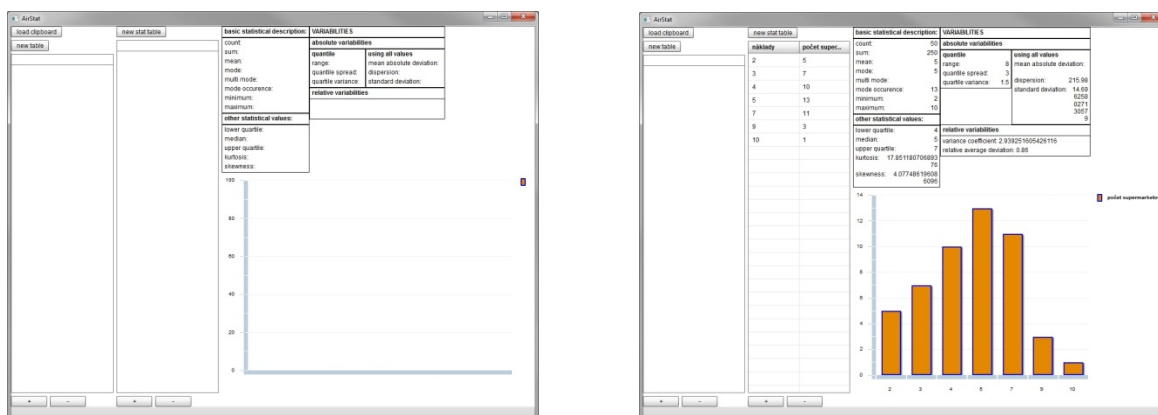 AirStat
load clipboard
new table
new stat table
basic statistical description:
count:
sum:
mean:
mode:
multi mode:
mode occurence:
minimum:
maximum:
other statistical values:
lower quartile:
median:
upper quartile:
kurtosis:
skewness:
VARIABILITIES
absolute variabilities
quantile
range:
quantile spread:
quartile variance:
using all values
mean absolute deviation:
dispersion:
standard deviation:
relative variabilities
100
80
60
40
20
0
+ - + -
AirStat
load clipboard
new table
new stat table
náklady počet super...
2 5
3 7
4 10
5 13
7 11
9 3
10 1
basic statistical description:
count: 50
sum: 250
mean: 5
mode: 5
multi mode:
mode occurence: 13
minimum: 2
maximum: 10
other statistical values:
lower quartile: 4
median: 5
upper quartile: 7
kurtosis: 17.851180706893
76
skewness: 4.07748619608
6096
VARIABILITIES
absolute variabilities
quantile
range: 8
quantile spread: 3
quartile variance: 1.5
using all values
mean absolute deviation:
dispersion: 215.98
standard deviation: 14.69
6258
0271
3057
9
relative variabilities
variance coefficient: 2.939251605426116
relative average deviation: 0.86
14
12
10
8
6
4
2
0
2 3 4 5 7 9 10
počet supermarketů
+ - + -